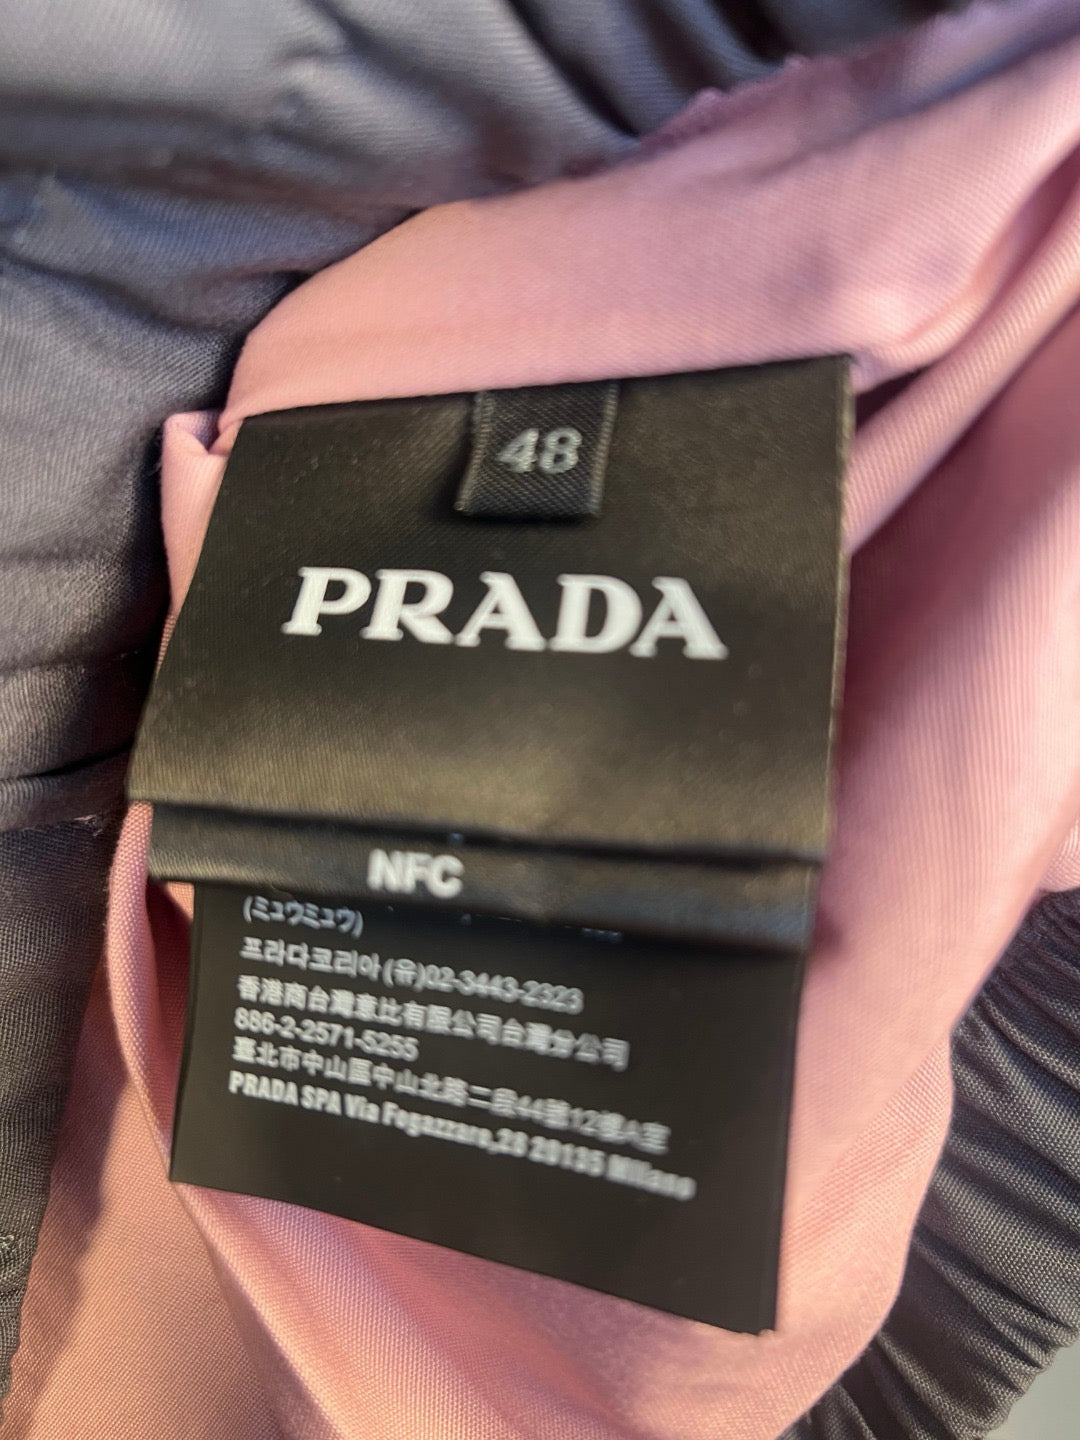 48
PRADA
NFC
(ミュウミュウ)
프라다코리아 (유)02-3443-2323
香港商台灣意比有限公司台灣分公司
886-2-2571-5255
臺北市中山區中山北路二段44號12樓A室
PRADA SPA Via Fogazzaro,28 20135 Milano